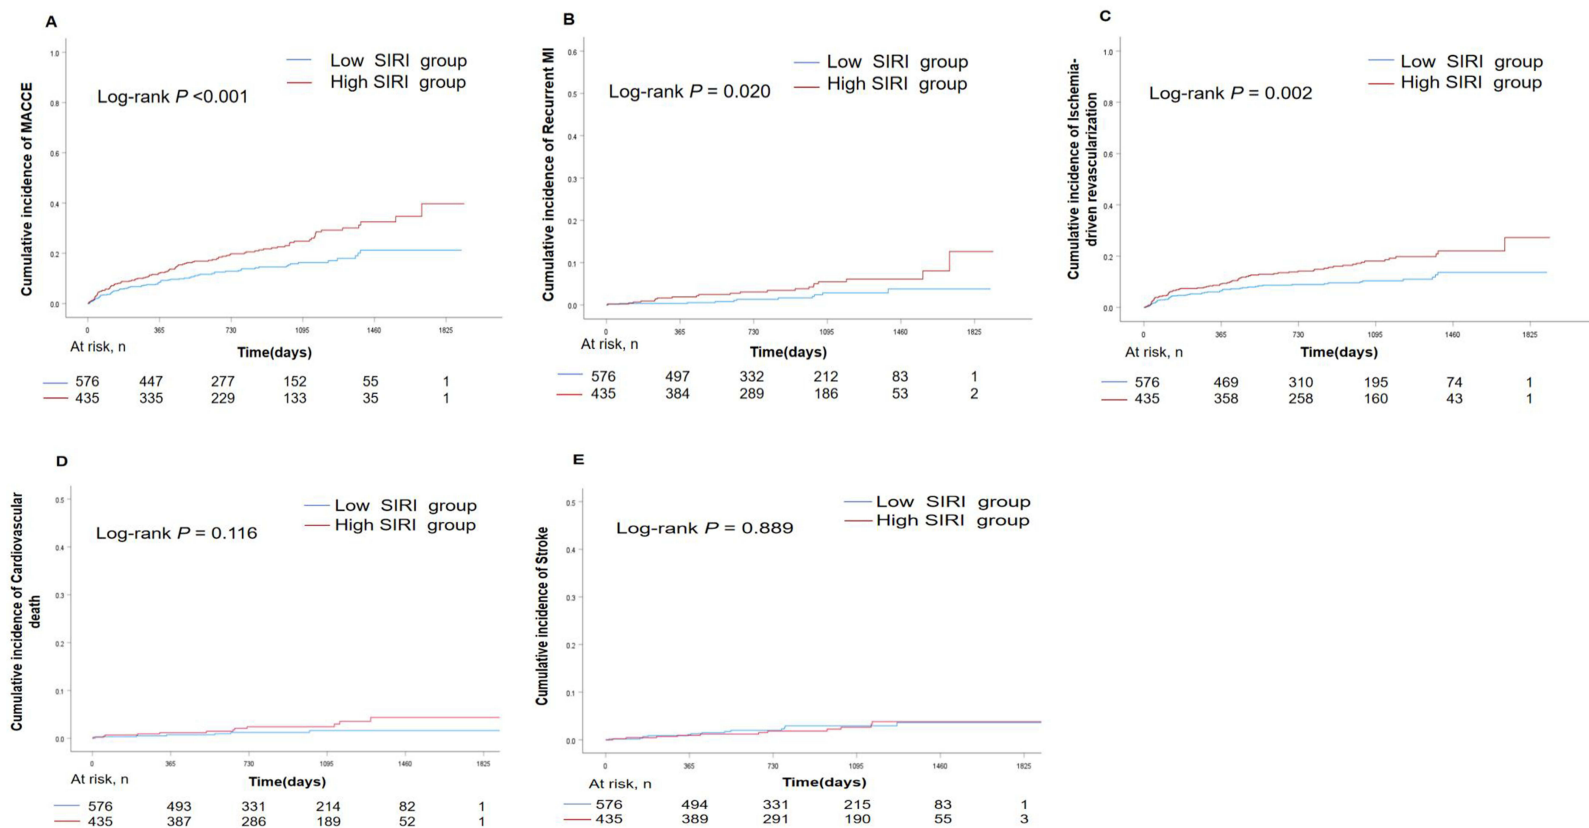 A
Cumulative incidence of MACCE
1.0
0.8
0.6
0.4
0.2
0.0
Low SIRI group
High SIRI group
Log-rank P <0.001
0 365 730 1095 1460 1825
At risk, n
Time(days)
576 447 277 152 55 1
435 335 229 133 35 1
B
Cumulative incidence of Recurrent MI
0.6
0.5
0.4
0.3
0.2
0.1
0.0
Low SIRI group
High SIRI group
Log-rank P = 0.020
0 365 730 1095 1460 1825
At risk, n
Time(days)
576 497 332 212 83 1
435 384 289 186 53 2
C
Cumulative incidence of Ischemia-
driven revascularization
1.0
0.8
0.6
0.4
0.2
0.0
Low SIRI group
High SIRI group
Log-rank P = 0.002
0 365 730 1095 1460 1825
At risk, n
Time(days)
576 469 310 195 74 1
435 358 258 160 43 1
D
Cumulative incidence of Cardiovascular
death
0.5
0.4
0.3
0.2
0.1
0.0
Low SIRI group
High SIRI group
Log-rank P = 0.116
0 365 730 1095 1460 1825
At risk, n
Time(days)
576 493 331 214 82 1
435 387 286 189 52 1
E
Cumulative incidence of Stroke
0.5
0.4
0.3
0.2
0.1
0.0
Low SIRI group
High SIRI group
Log-rank P = 0.889
0 365 730 1095 1460 1825
At risk, n
Time(days)
576 494 331 215 83 1
435 389 291 190 55 3